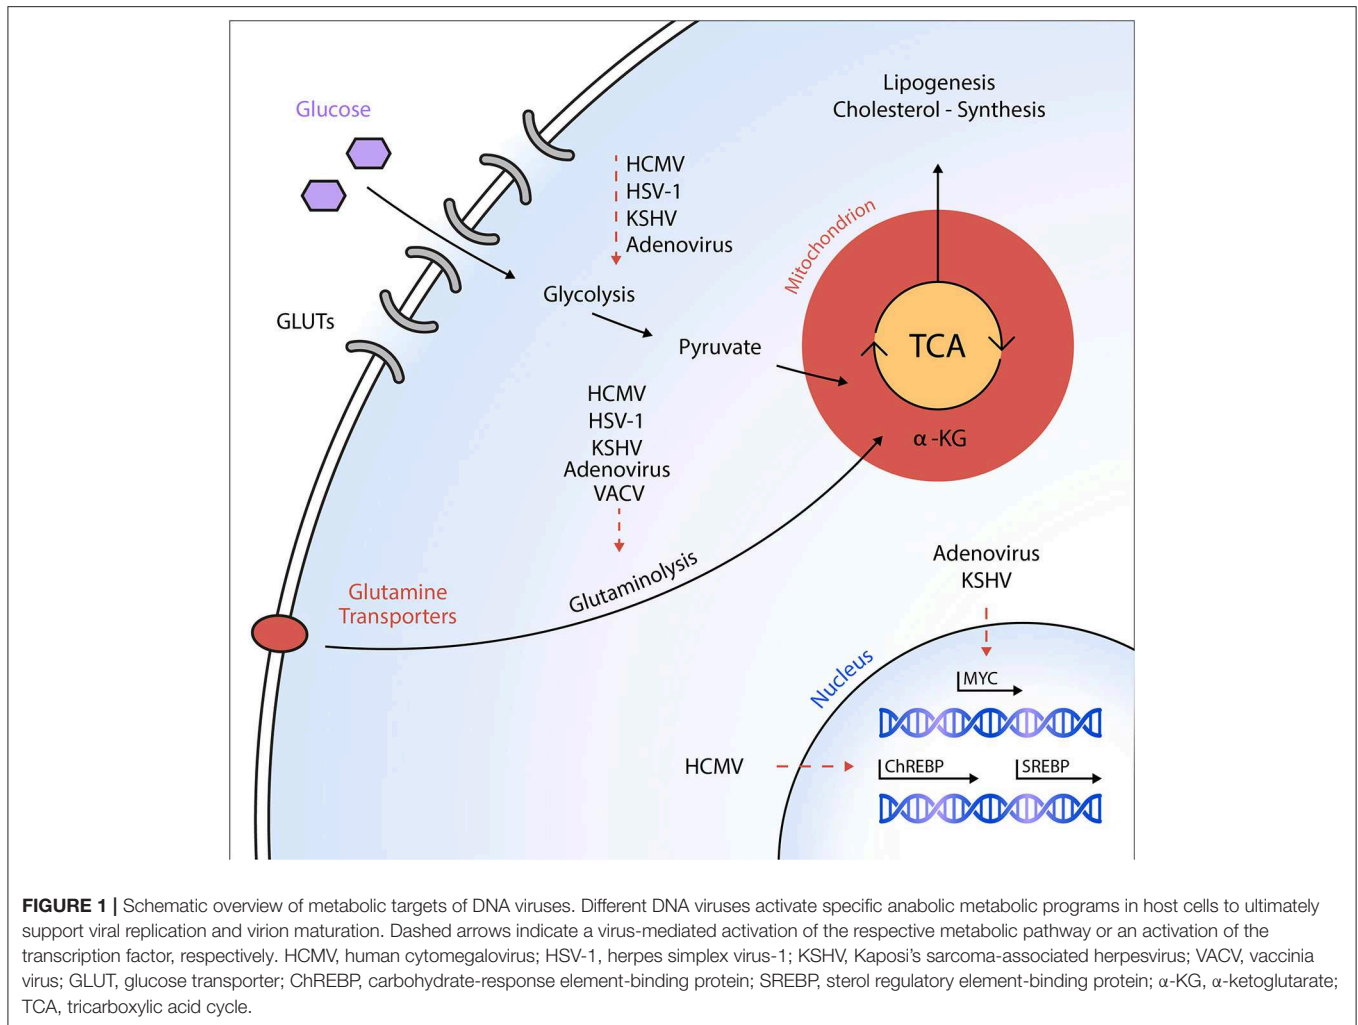 Glucose
GLUTs
HCMV
HSV-1
KSHV
Adenovirus
Glycolysis
Pyruvate
Lipogenesis
Cholesterol - Synthesis
Mitochondrion
TCA
α -KG
HCMV
HSV-1
KSHV
Adenovirus
VACV
Glutaminolysis
Glutamine
Transporters
Adenovirus
KSHV
Nucleus
MYC
HCMV
ChREBP
SREBP
FIGURE 1 | Schematic overview of metabolic targets of DNA viruses. Different DNA viruses activate specific anabolic metabolic programs in host cells to ultimately
support viral replication and virion maturation. Dashed arrows indicate a virus-mediated activation of the respective metabolic pathway or an activation of the
transcription factor, respectively. HCMV, human cytomegalovirus; HSV-1, herpes simplex virus-1; KSHV, Kaposi's sarcoma-associated herpesvirus; VACV, vaccinia
virus; GLUT, glucose transporter; ChREBP, carbohydrate-response element-binding protein; SREBP, sterol regulatory element-binding protein; α-KG, α-ketoglutarate;
TCA, tricarboxylic acid cycle.